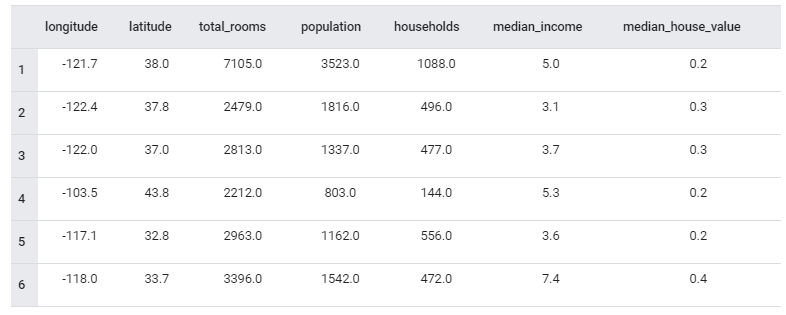 longitude latitude total_rooms population households median_income median_house_value
1 -121.7 38.0 7105.0 3523.0 1088.0 5.0 0.2
2 -122.4 37.8 2479.0 1816.0 496.0 3.1 0.3
3 -122.0 37.0 2813.0 1337.0 477.0 3.7 0.3
4 -103.5 43.8 2212.0 803.0 144.0 5.3 0.2
5 -117.1 32.8 2963.0 1162.0 556.0 3.6 0.2
6 -118.0 33.7 3396.0 1542.0 472.0 7.4 0.4